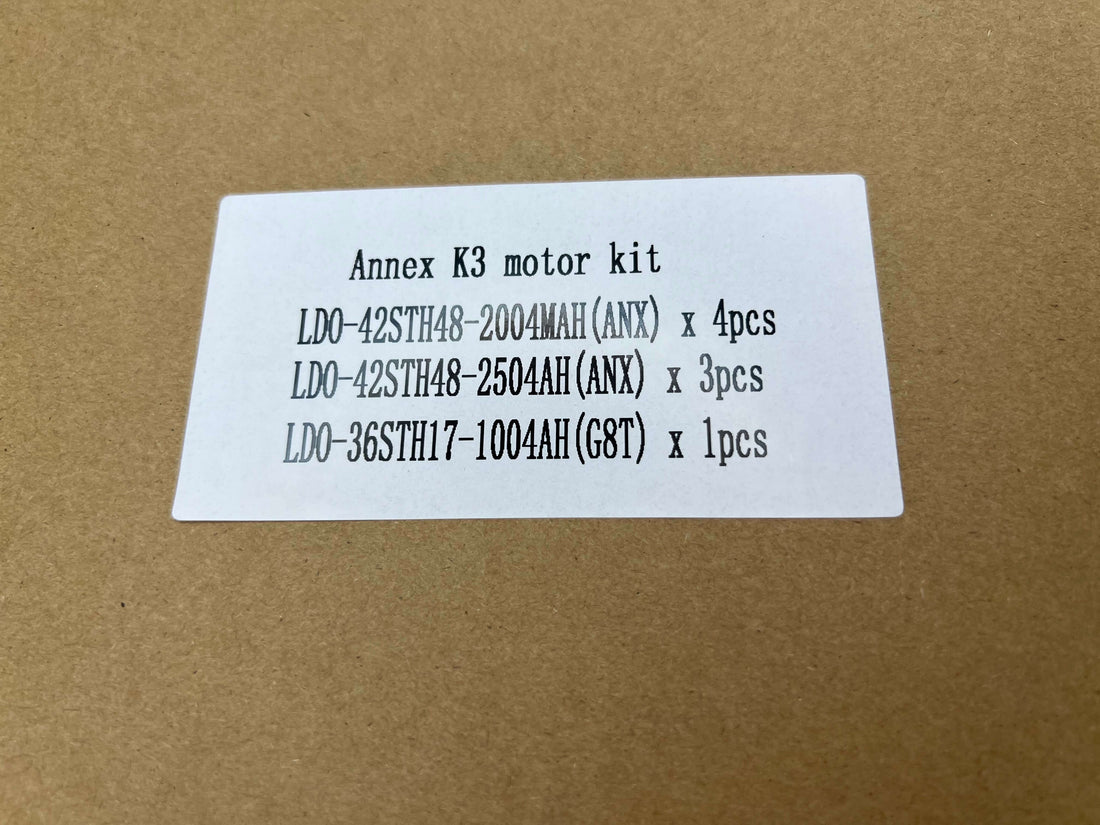 Annex K3 motor kit
LDO-42STH48-2004MAH(ANX) x 4pcs
LDO-42STH48-2504AH(ANX) x 3pcs
LDO-36STH17-1004AH(G8T) x 1pcs